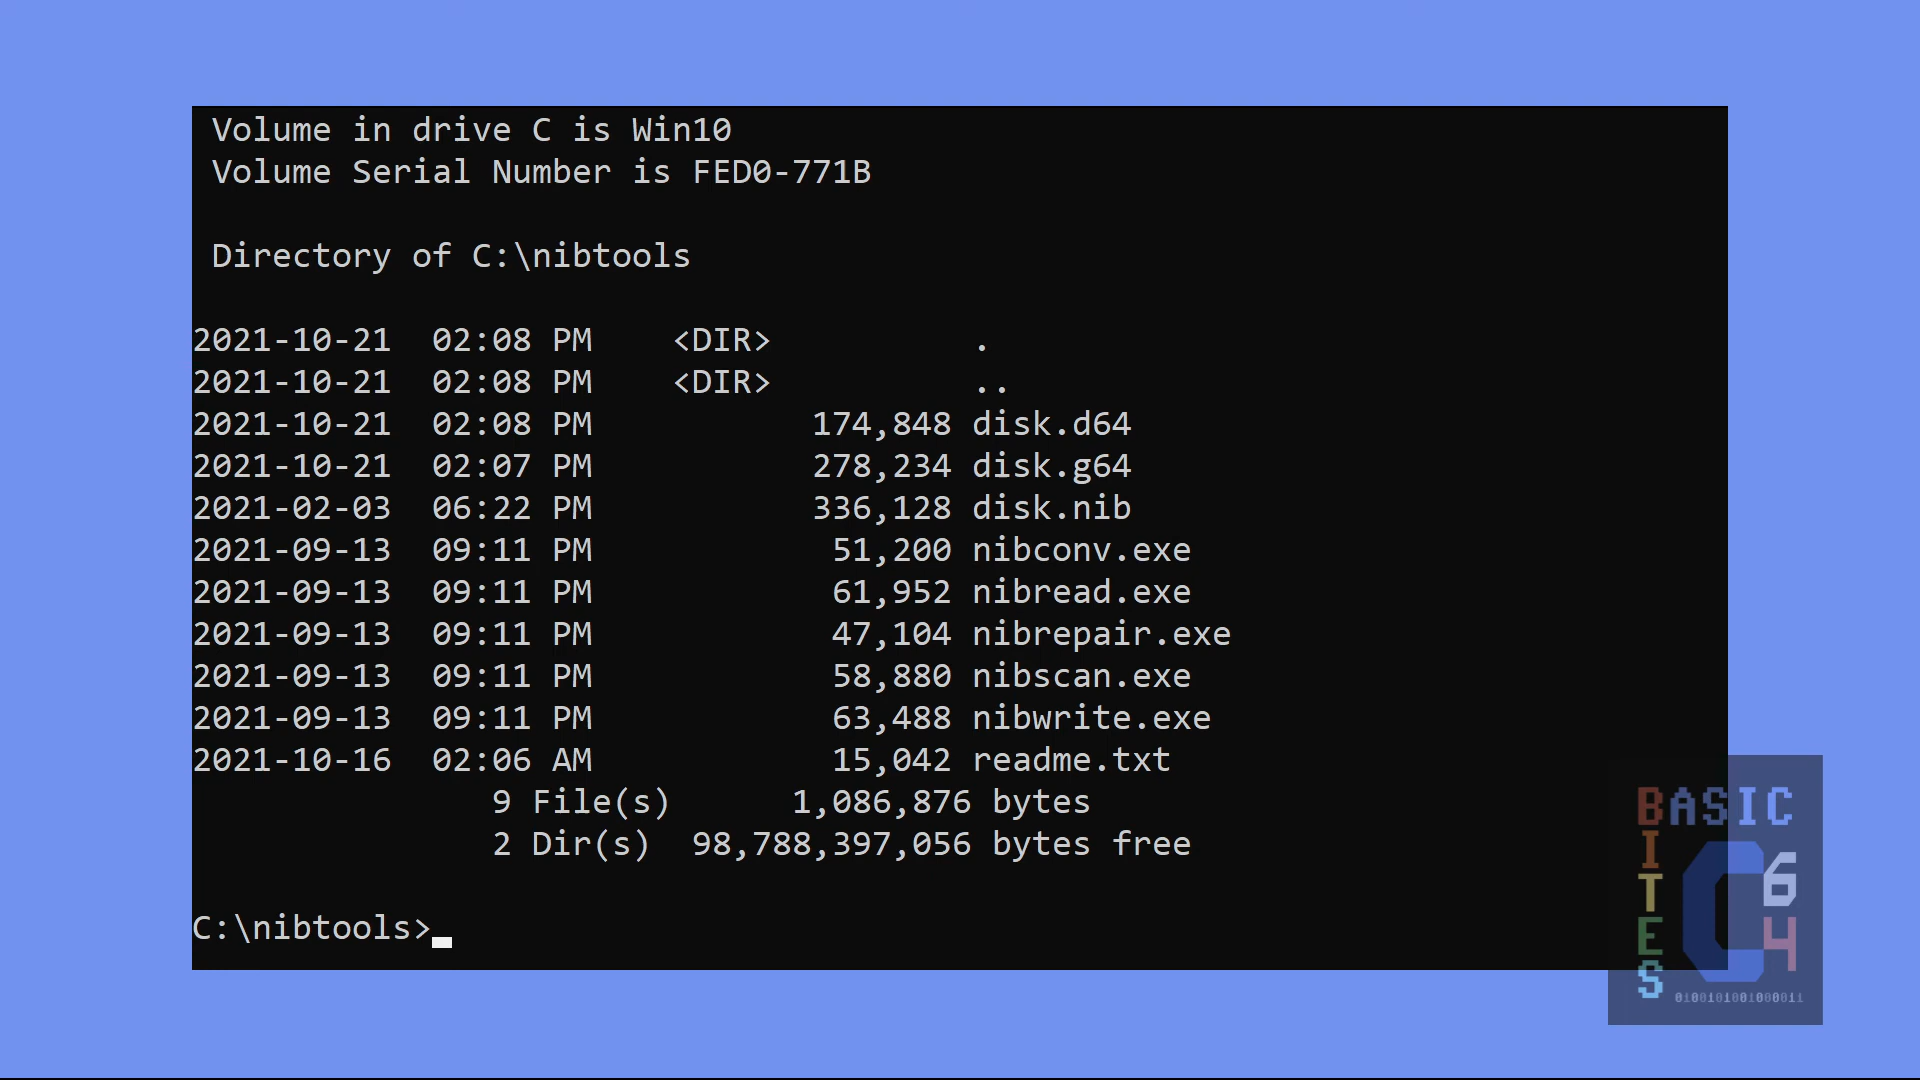 Volume in drive C is Win10
Volume Serial Number is FED0-771B
Directory of C:\nibtools
2021-10-21  02:08 PM    <DIR>          .
2021-10-21  02:08 PM    <DIR>          ..
2021-10-21  02:08 PM           174,848 disk.d64
2021-10-21  02:07 PM           278,234 disk.g64
2021-02-03  06:22 PM           336,128 disk.nib
2021-09-13  09:11 PM            51,200 nibconv.exe
2021-09-13  09:11 PM            61,952 nibread.exe
2021-09-13  09:11 PM            47,104 nibrepair.exe
2021-09-13  09:11 PM            58,880 nibscan.exe
2021-09-13  09:11 PM            63,488 nibwrite.exe
2021-10-16  02:06 AM            15,042 readme.txt
9 File(s)      1,086,876 bytes
2 Dir(s)  98,788,397,056 bytes free
C:\nibtools>
BASIC
BITES
C64
0100101001000011